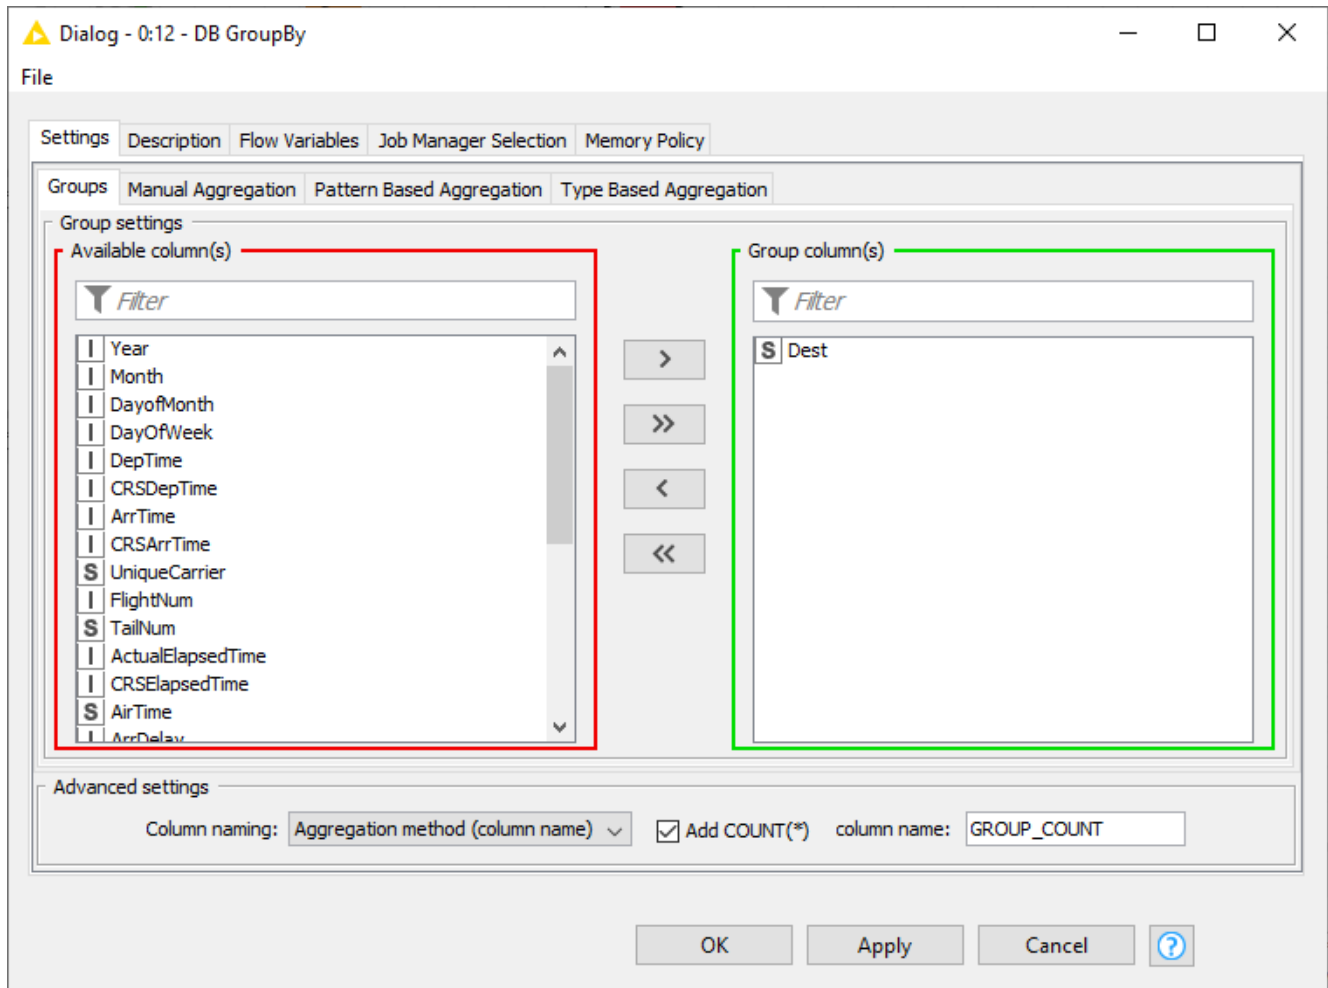 Dialog - 0:12 - DB GroupBy
File
Settings Description Flow Variables Job Manager Selection Memory Policy
Groups Manual Aggregation Pattern Based Aggregation Type Based Aggregation
Group settings
Available column(s)
Filter
I Year
I Month
I DayofMonth
I DayOfWeek
I DepTime
I CRSDepTime
I ArrTime
I CRSArrTime
S UniqueCarrier
I FlightNum
S TailNum
I ActualElapsedTime
I CRSElapsedTime
S AirTime
I ArrDelay
>
>>
<
<<
Group column(s)
Filter
S Dest
Advanced settings
Column naming: Aggregation method (column name) Add COUNT(*) column name: GROUP_COUNT
OK Apply Cancel ?